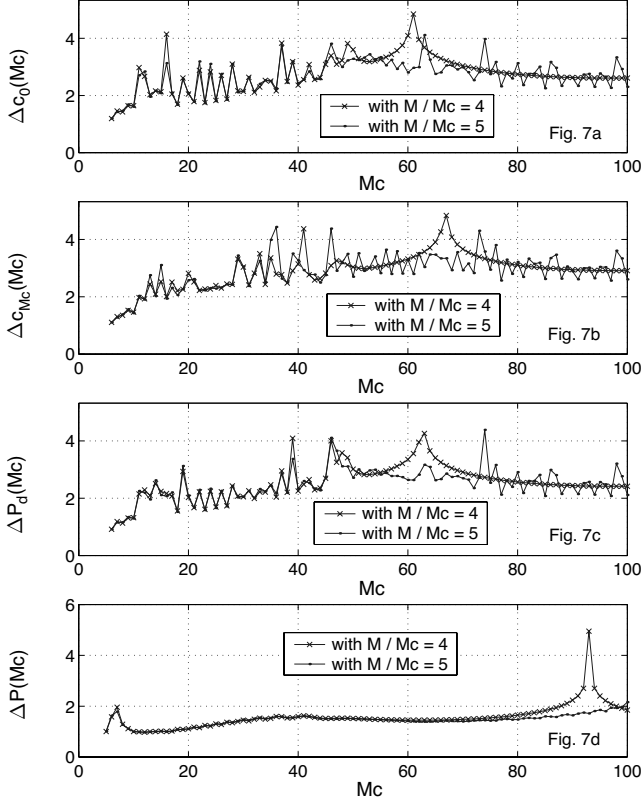 Δc₀(Mc)
4
2
0
0 20 40 60 80 100
with M / Mc = 4
with M / Mc = 5
Fig. 7a
Mc
Δc_Mc(Mc)
4
2
0
0 20 40 60 80 100
with M / Mc = 4
with M / Mc = 5
Fig. 7b
Mc
ΔP_d(Mc)
4
2
0
0 20 40 60 80 100
with M / Mc = 4
with M / Mc = 5
Fig. 7c
Mc
ΔP(Mc)
6
4
2
0
0 20 40 60 80 100
with M / Mc = 4
with M / Mc = 5
Fig. 7d
Mc